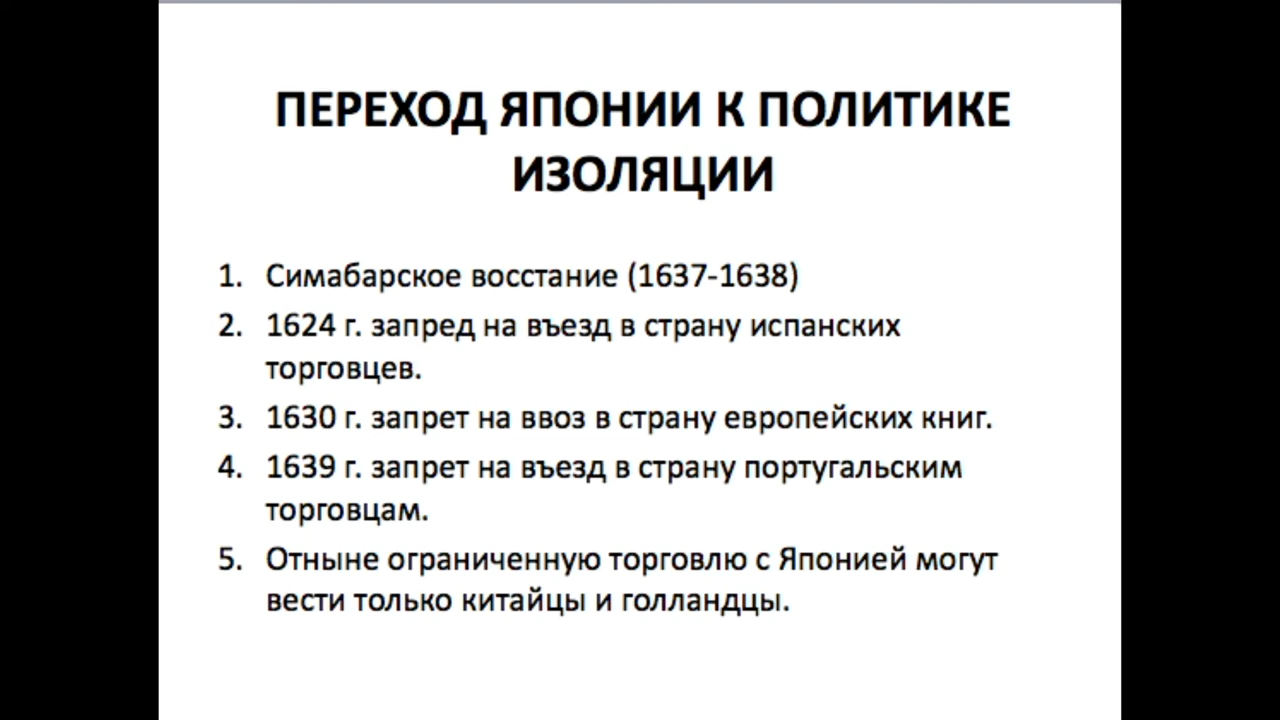 ПЕРЕХОД ЯПОНИИ К ПОЛИТИКЕ
ИЗОЛЯЦИИ
1. Симабарское восстание (1637-1638)
2. 1624 г. запред на въезд в страну испанских
торговцев.
3. 1630 г. запрет на ввоз в страну европейских книг.
4. 1639 г. запрет на въезд в страну португальским
торговцам.
5. Отныне ограниченную торговлю с Японией могут
вести только китайцы и голландцы.